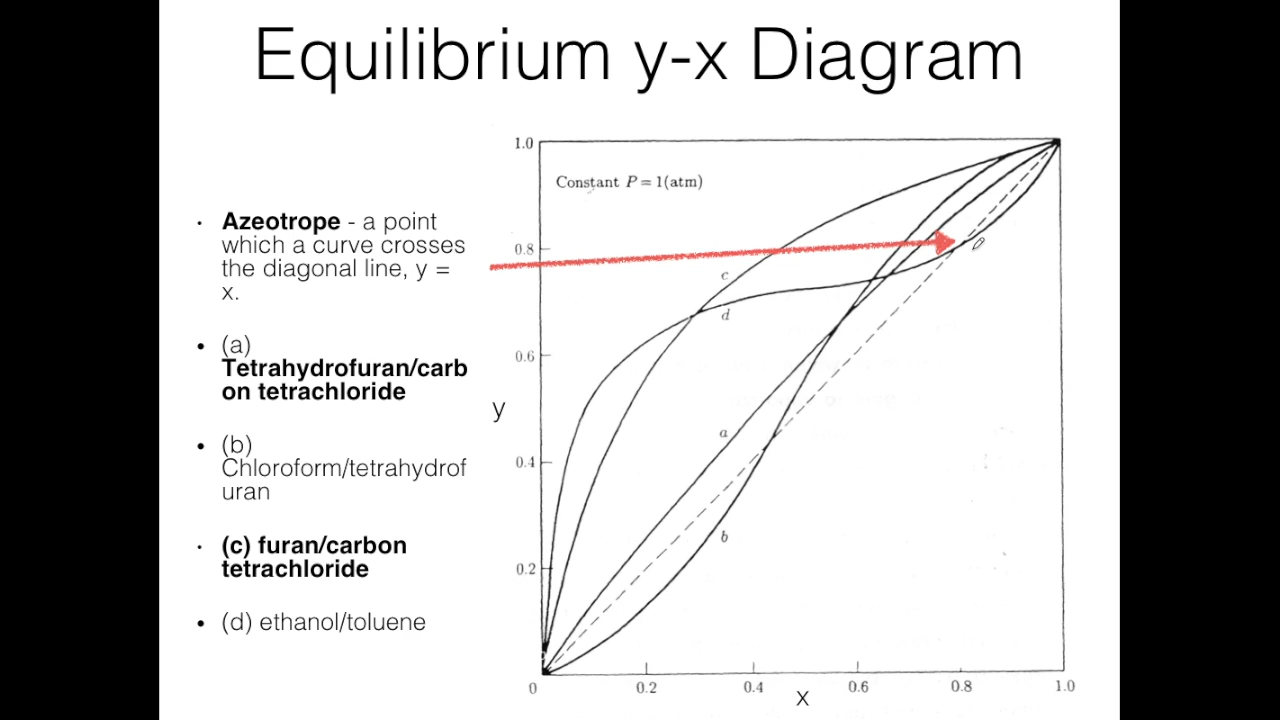 Equilibrium y-x Diagram
• Azeotrope - a point
which a curve crosses
the diagonal line, y =
x.
• (a)
Tetrahydrofuran/carb
on tetrachloride
• (b)
Chloroform/tetrahydrof
uran
• (c) furan/carbon
tetrachloride
• (d) ethanol/toluene
Constant P = 1(atm)
1.0
0.8
0.6
0.4
0.2
y
c
d
a
b
0 0.2 0.4 0.6 0.8 1.0
x